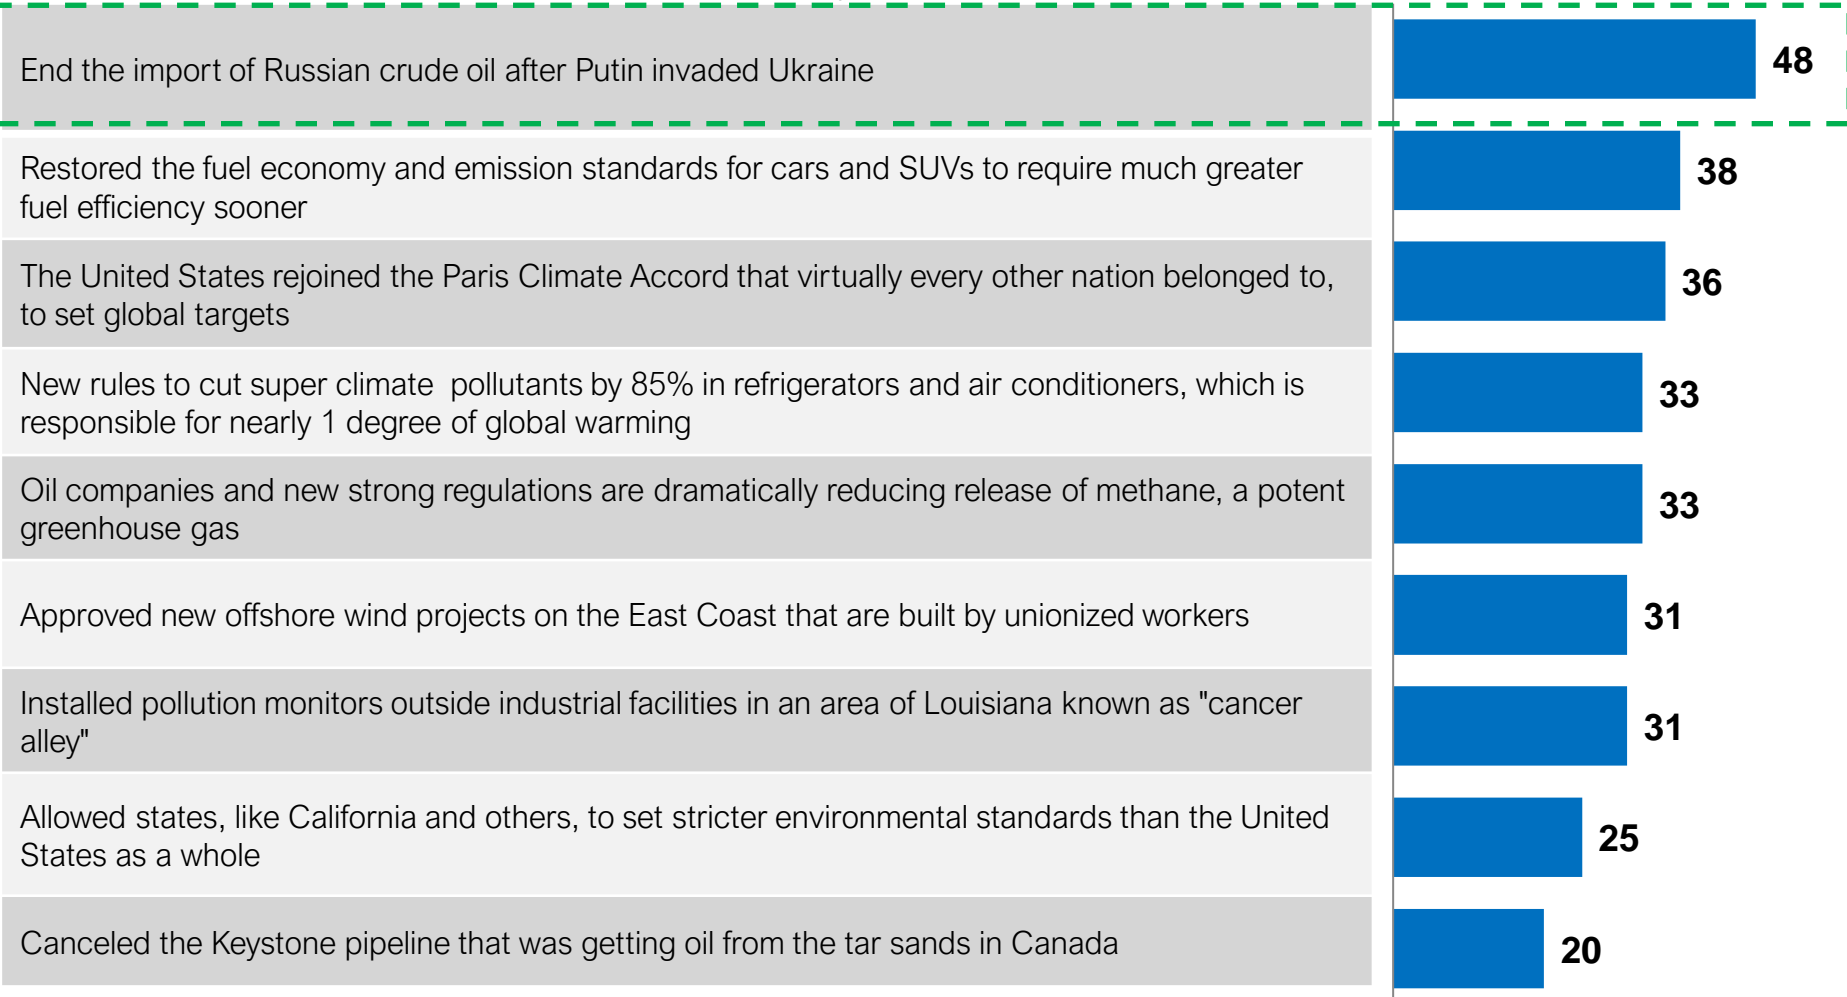 End the import of Russian crude oil after Putin invaded Ukraine
48
Restored the fuel economy and emission standards for cars and SUVs to require much greater
fuel efficiency sooner
38
The United States rejoined the Paris Climate Accord that virtually every other nation belonged to,
to set global targets
36
New rules to cut super climate  pollutants by 85% in refrigerators and air conditioners, which is
responsible for nearly 1 degree of global warming
33
Oil companies and new strong regulations are dramatically reducing release of methane, a potent
greenhouse gas
33
Approved new offshore wind projects on the East Coast that are built by unionized workers
31
Installed pollution monitors outside industrial facilities in an area of Louisiana known as "cancer
alley"
31
Allowed states, like California and others, to set stricter environmental standards than the United
States as a whole
25
Canceled the Keystone pipeline that was getting oil from the tar sands in Canada
20